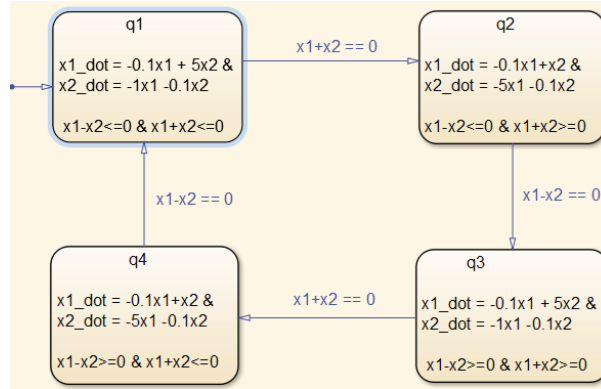 q1
x1_dot = -0.1x1 + 5x2 &
x2_dot = -1x1 -0.1x2
x1-x2<=0 & x1+x2<=0
x1+x2 == 0
q2
x1_dot = -0.1x1+x2 &
x2_dot = -5x1 -0.1x2
x1-x2<=0 & x1+x2>=0
x1-x2 == 0
x1-x2 == 0
q4
x1_dot = -0.1x1+x2 &
x2_dot = -5x1 -0.1x2
x1-x2>=0 & x1+x2<=0
x1+x2 == 0
q3
x1_dot = -0.1x1 + 5x2 &
x2_dot = -1x1 -0.1x2
x1-x2>=0 & x1+x2>=0